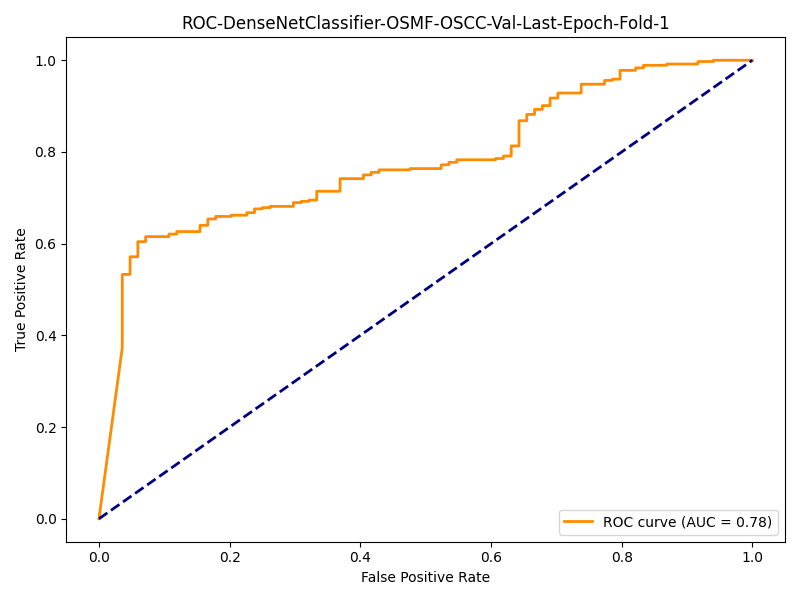 ROC-DenseNetClassifier-OSMF-OSCC-Val-Last-Epoch-Fold-1
1.0
0.8
0.6
0.4
0.2
0.0
True Positive Rate
0.0 0.2 0.4 0.6 0.8 1.0
False Positive Rate
ROC curve (AUC = 0.78)